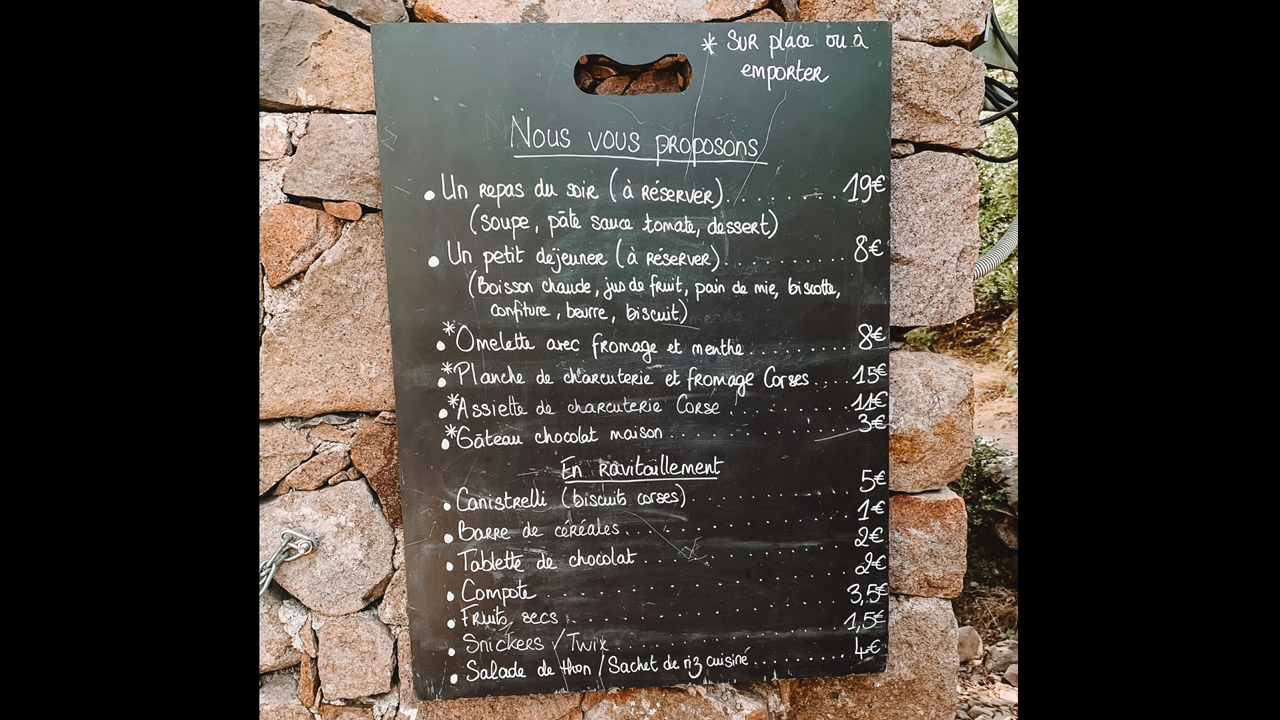 * Sur place ou à
emporter
Nous vous proposons
• Un repas du soir (à réserver)........ 19€
(soupe, pâte sauce tomate, dessert)
• Un petit dejeuner (à réserver).......... 8€
(Boisson chaude, jus de fruit, pain de mie, biscotte,
confiture, beurre, biscuit)
•* Omelette avec fromage et menthe......... 8€
•* Planche de charcuterie et fromage Corses.... 15€
•* Assiette de charcuterie Corse......... 11€
•* Gâteau chocolat maison............. 3€
En Ravitaillement
• Canistrelli (biscuits corses)............ 5€
• Barre de céréales............... 1€
• Tablette de chocolat............. 2€
• Compote.................. 2€
• Fruits secs................ 3,5€
• Snickers / Twix............. 1,5€
• Salade de thon / Sachet de riz cuisiné........ 4€